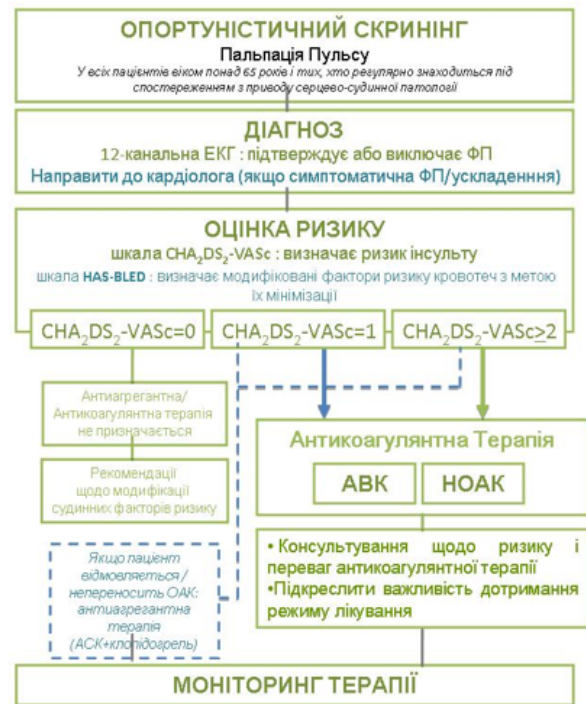 ОПОРТУНІСТИЧНИЙ СКРИНІНГ
Пальпація Пульсу
У всіх пацієнтів віком понад 65 років і тих, хто регулярно знаходиться під
спостереженням з приводу серцево-судинної патології
ДІАГНОЗ
12-канальна ЕКГ : підтверджує або виключає ФП
Направити до кардіолога (якщо симптоматична ФП/ускладенння)
ОЦІНКА РИЗИКУ
шкала CHA₂DS₂-VASc : визначає ризик інсульту
шкала HAS-BLED : визначає модифіковані фактори ризику кровотеч з метою
їх мінімізації
CHA₂DS₂-VASc=0
CHA₂DS₂-VASc=1
CHA₂DS₂-VASc≥2
Антиагрегантна/
Антикоагулянтна терапія
не призначається
Рекомендації
щодо модифікації
судинних факторів ризику
Якщо пацієнт
відмовляється /
непереносить ОАК:
антиагрегантна
терапія
(АСК+клопідогрель)
Антикоагулянтна Терапія
АВК
НОАК
• Консультування щодо ризику і
переваг антикоагулянтної терапії
•Підкреслити важливість дотримання
режиму лікування
МОНІТОРИНГ ТЕРАПІЇ